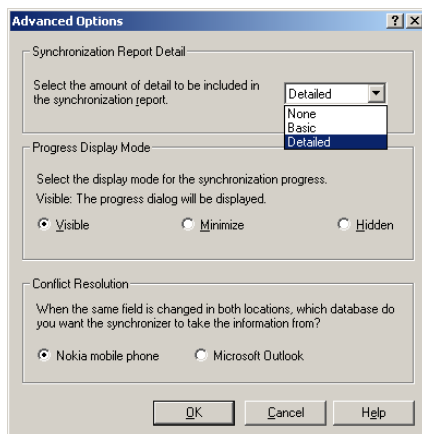 Advanced Options
Synchronization Report Detail
Select the amount of detail to be included in
the synchronization report.
Detailed
None
Basic
Detailed
Progress Display Mode
Select the display mode for the synchronization progress.
Visible: The progress dialog will be displayed.
Visible Minimize Hidden
Conflict Resolution
When the same field is changed in both locations, which database do
you want the synchronizer to take the information from?
Nokia mobile phone Microsoft Outlook
OK Cancel Help